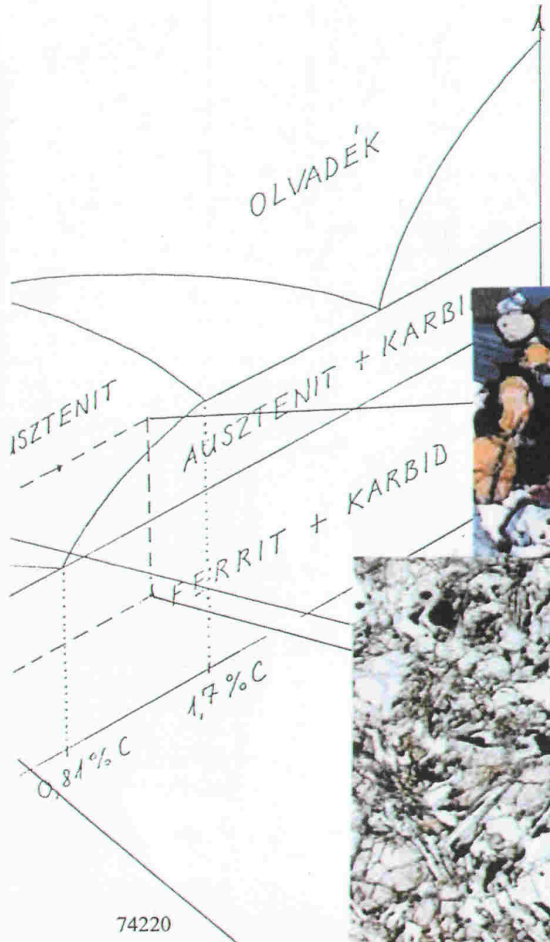 OLVADÉK
AUSZTENIT + KARBI
ISZTENIT
FERRIT + KARBID
1,7% C
0,81% C
74220